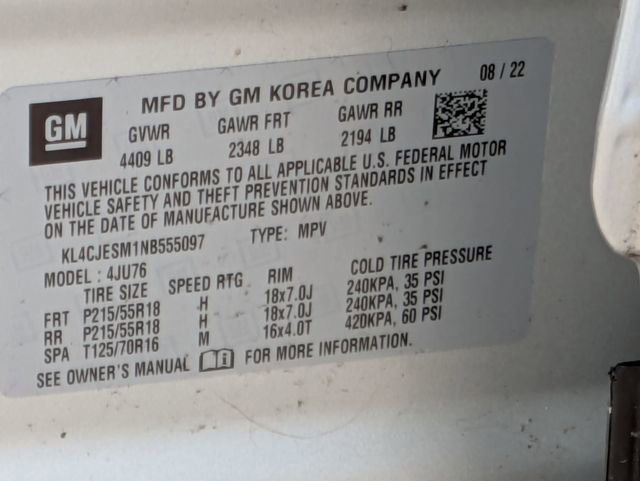 MFD BY GM KOREA COMPANY 08 / 22
GM
GVWR GAWR FRT GAWR RR
4409 LB 2348 LB 2194 LB
THIS VEHICLE CONFORMS TO ALL APPLICABLE U.S. FEDERAL MOTOR
VEHICLE SAFETY AND THEFT PREVENTION STANDARDS IN EFFECT
ON THE DATE OF MANUFACTURE SHOWN ABOVE.
KL4CJESM1NB555097 TYPE: MPV
MODEL : 4JU76
TIRE SIZE SPEED RTG RIM COLD TIRE PRESSURE
FRT P215/55R18 H 18x7.0J 240KPA, 35 PSI
RR P215/55R18 H 18x7.0J 240KPA, 35 PSI
SPA T125/70R16 M 16x4.0T 420KPA, 60 PSI
SEE OWNER'S MANUAL FOR MORE INFORMATION.